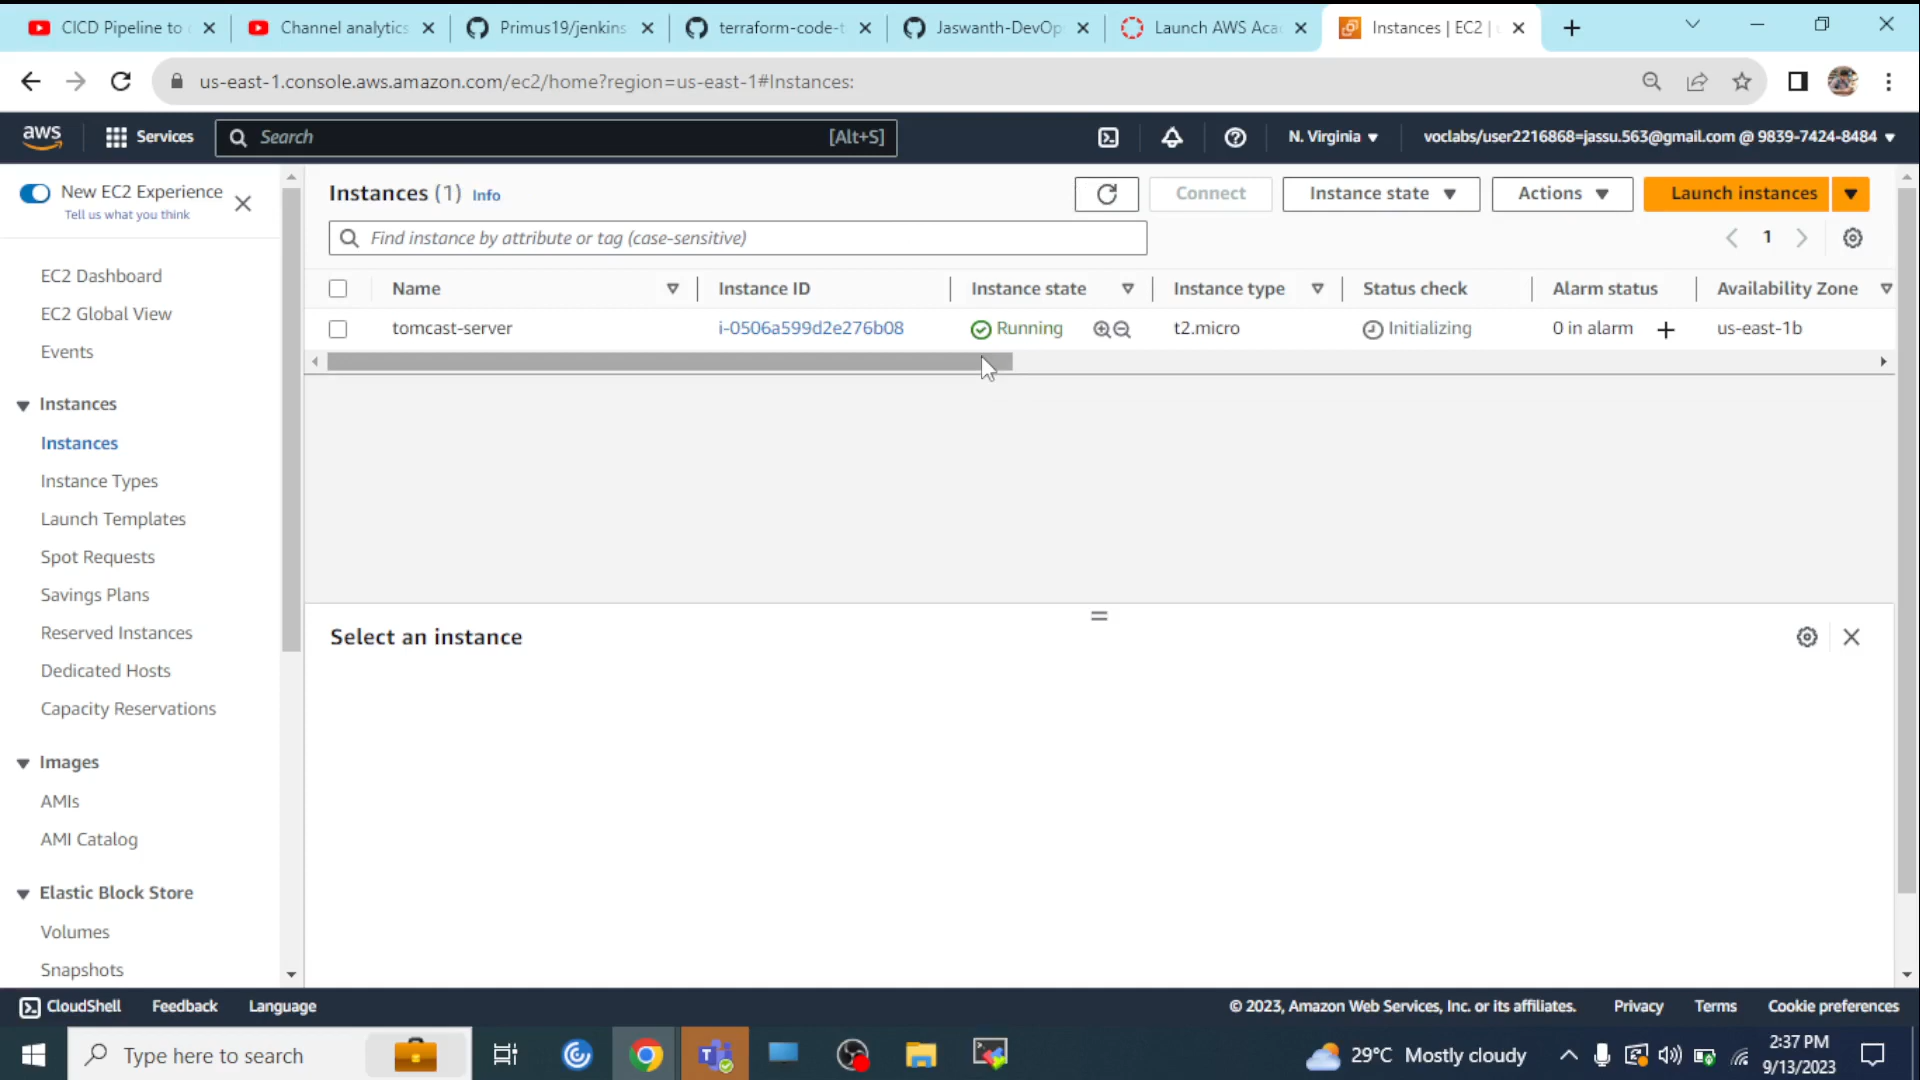 CICD Pipeline to
Channel analytics
Primus19/jenkins
terraform-code-t
Jaswanth-DevOp
Launch AWS Aca
Instances | EC2 |
us-east-1.console.aws.amazon.com/ec2/home?region=us-east-1#Instances:
aws
Services
Search
[Alt+S]
N. Virginia
voclabs/user2216868=jassu.563@gmail.com @ 9839-7424-8484
New EC2 Experience
Tell us what you think
EC2 Dashboard
EC2 Global View
Events
Instances
Instances
Instance Types
Launch Templates
Spot Requests
Savings Plans
Reserved Instances
Dedicated Hosts
Capacity Reservations
Images
AMIs
AMI Catalog
Elastic Block Store
Volumes
Snapshots
Instances (1) Info
Connect
Instance state
Actions
Launch instances
Find instance by attribute or tag (case-sensitive)
1
Name Instance ID Instance state Instance type Status check Alarm status Availability Zone
tomcast-server i-0506a599d2e276b08 Running t2.micro Initializing 0 in alarm us-east-1b
Select an instance
CloudShell Feedback Language
© 2023, Amazon Web Services, Inc. or its affiliates. Privacy Terms Cookie preferences
Type here to search
29°C Mostly cloudy
2:37 PM
9/13/2023